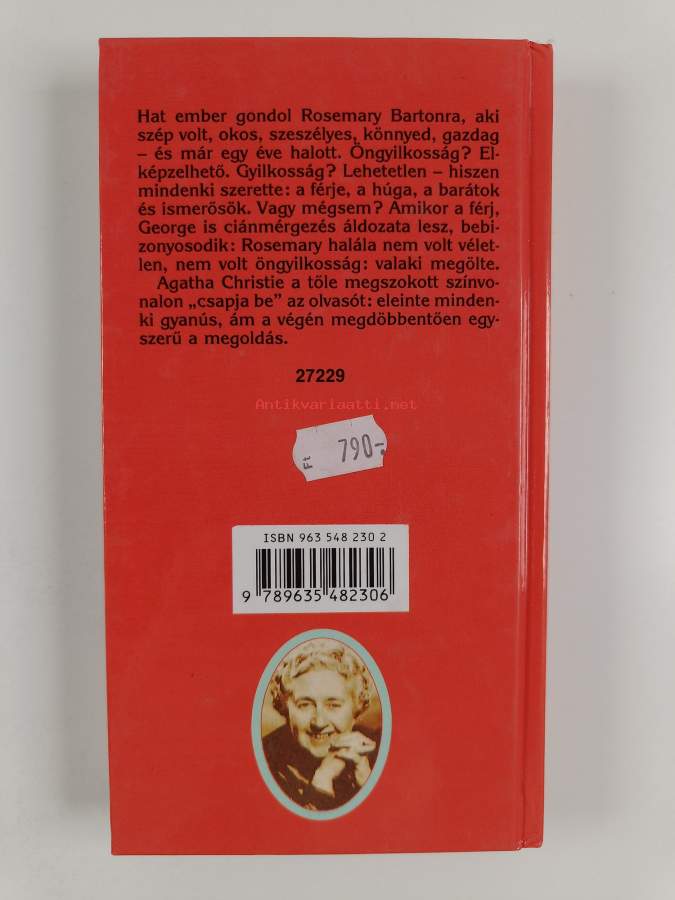 Hat ember gondol Rosemary Bartonra, aki
szép volt, okos, szeszélyes, könnyed, gazdag
– és már egy éve halott. Öngyilkosság? El-
képzelhető. Gyilkosság? Lehetetlen – hiszen
mindenki szerette: a férje, a húga, a barátok
és ismerősök. Vagy mégsem? Amikor a férj,
George is ciánmérgezés áldozata lesz, bebi-
zonyosodik: Rosemary halála nem volt vélet-
len, nem volt öngyilkosság: valaki megölte.
Agatha Christie a tőle megszokott színvo-
nalon „csapja be” az olvasót: eleinte minden-
ki gyanús, ám a végén megdöbbentően egy-
szerű a megoldás.
27229
Antikvariaatti.net
Ft 790-
ISBN 963 548 230 2
9 789635 482306